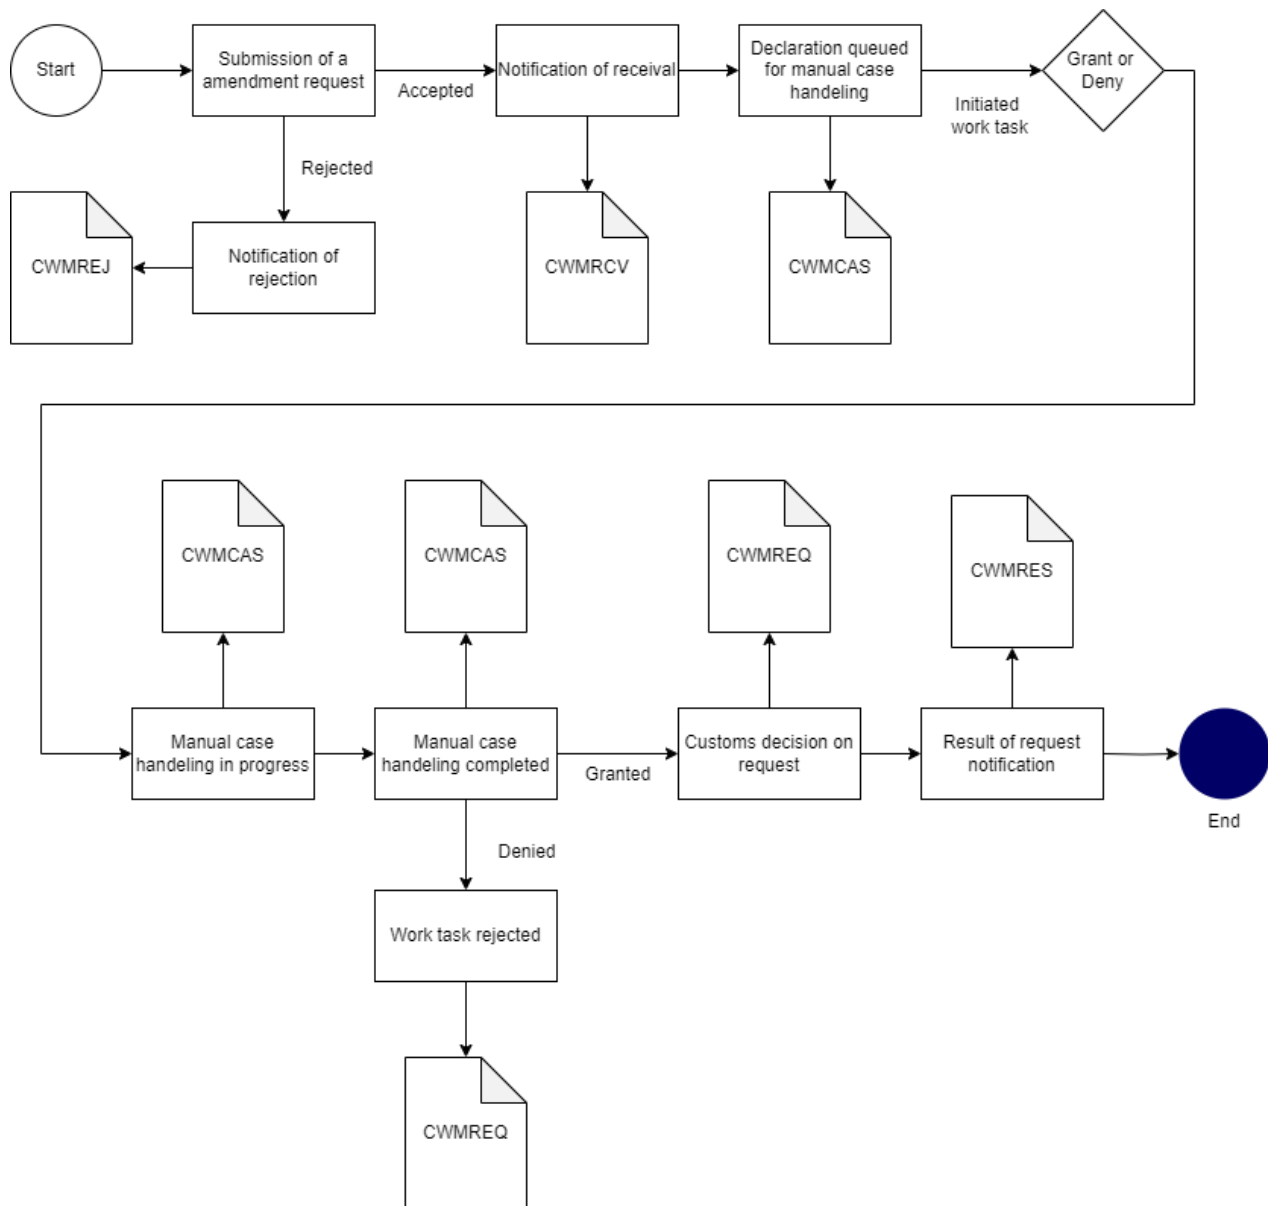 Start
Submission of a
amendment request
Accepted
Notification of receival
Declaration queued
for manual case
handeling
Initiated
work task
Grant or
Deny
Rejected
CWMREJ
Notification of
rejection
CWMRCV
CWMCAS
CWMCAS
CWMCAS
CWMREQ
CWMRES
Manual case
handeling in progress
Manual case
handeling completed
Granted
Customs decision on
request
Result of request
notification
End
Denied
Work task rejected
CWMREQ